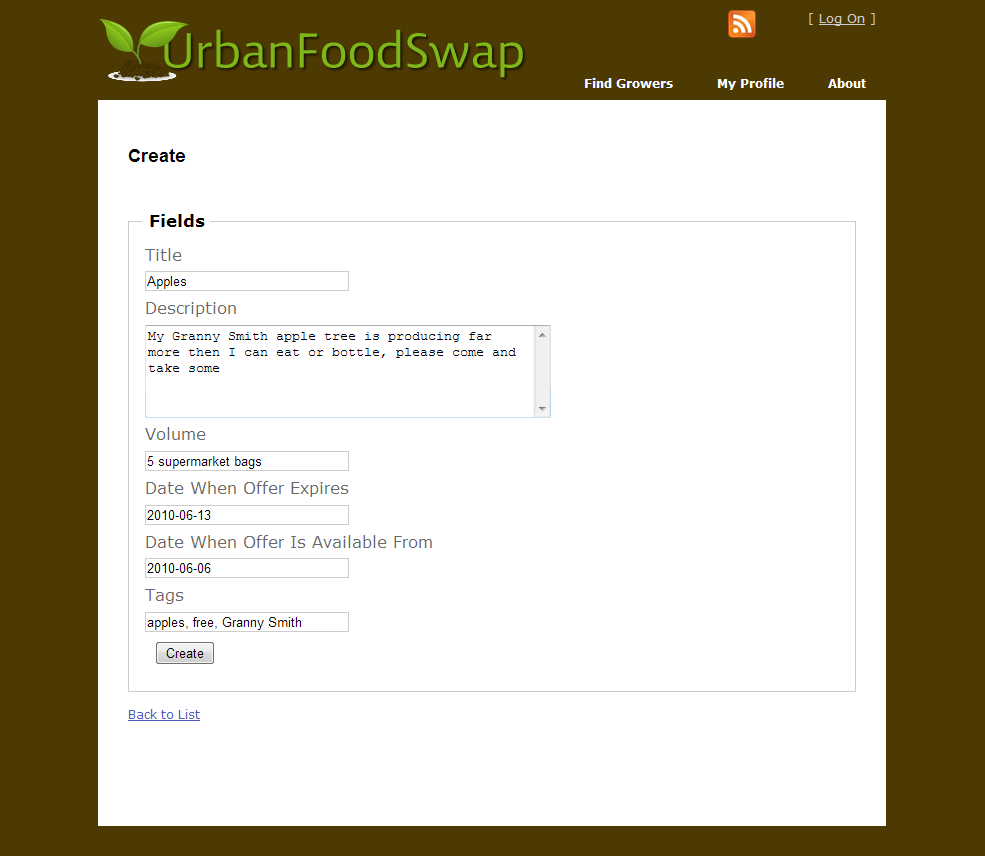 UrbanFoodSwap
[ Log On ]
Find Growers My Profile About
Create
Fields
Title
Apples
Description
My Granny Smith apple tree is producing far
more then I can eat or bottle, please come and
take some
Volume
5 supermarket bags
Date When Offer Expires
2010-06-13
Date When Offer Is Available From
2010-06-06
Tags
apples, free, Granny Smith
Create
Back to List